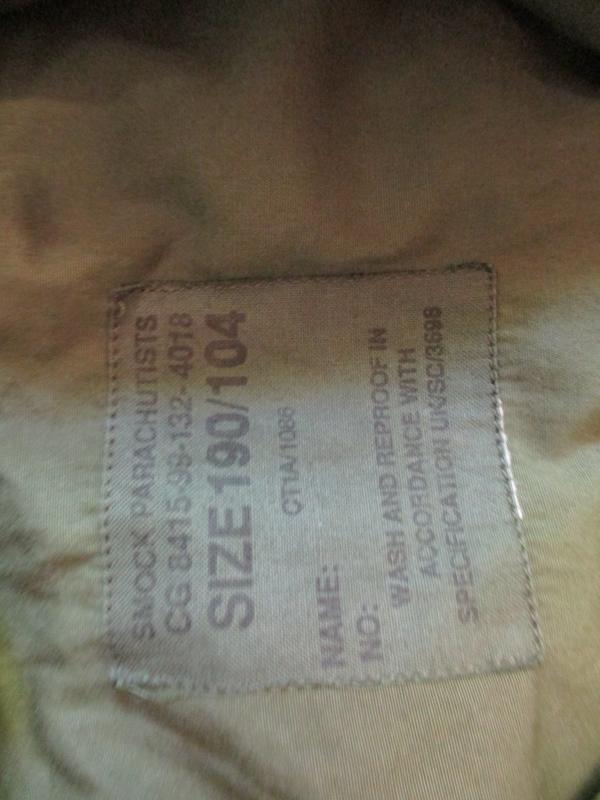 SMOCK PARACHUTISTS
CG 8415-99-132-4018
SIZE 190/104
CT1A/1086
NAME:
NO:
WASH AND REPROOF IN
ACCORDANCE WITH
SPECIFICATION UK/SC/3698